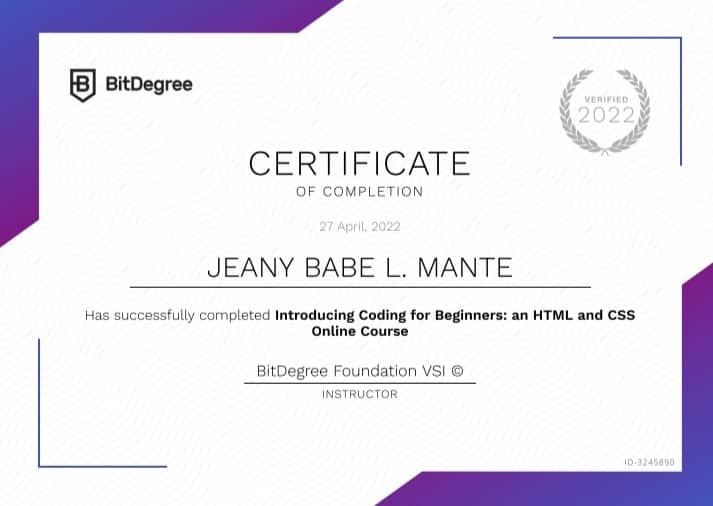 BitDegree
VERIFIED
2022
CERTIFICATE
OF COMPLETION
27 April, 2022
JEANY BABE L. MANTE
Has successfully completed Introducing Coding for Beginners: an HTML and CSS
Online Course
BitDegree Foundation VSI ©
INSTRUCTOR
ID-3245890